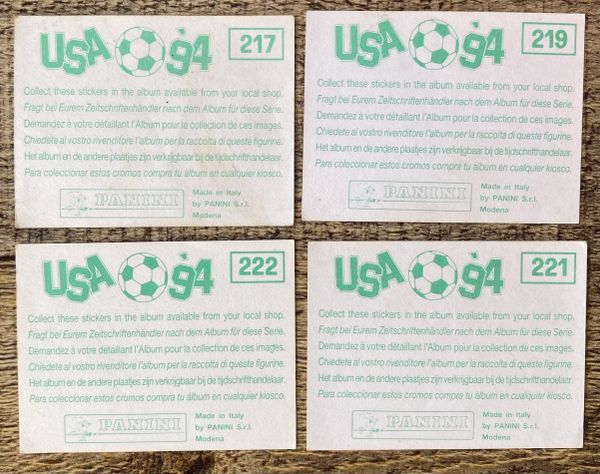 USA 94 217
Collect these stickers in the album available from your local shop.
Fragt bei Eurem Zeitschriftenhändler nach dem Album für diese Serie.
Demandez à votre détaillant l'Album pour la collection de ces images.
Chiedete al vostro rivenditore l'album per la raccolta di queste figurine.
Het album en de andere plaatjes zijn verkrijgbaar bij de tijdschrifthandelaar.
Para coleccionar estos cromos compra tu álbum en cualquier kiosco.
PANINI
Made in Italy
by PANINI S.r.l.
Modena
USA 94 219
Collect these stickers in the album available from your local shop.
Fragt bei Eurem Zeitschriftenhändler nach dem Album für diese Serie.
Demandez à votre détaillant l'Album pour la collection de ces images.
Chiedete al vostro rivenditore l'album per la raccolta di queste figurine.
Het album en de andere plaatjes zijn verkrijgbaar bij de tijdschrifthandelaar.
Para coleccionar estos cromos compra tu álbum en cualquier kiosco.
PANINI
Made in Italy
by PANINI S.r.l.
Modena
USA 94 222
Collect these stickers in the album available from your local shop.
Fragt bei Eurem Zeitschriftenhändler nach dem Album für diese Serie.
Demandez à votre détaillant l'Album pour la collection de ces images.
Chiedete al vostro rivenditore l'album per la raccolta di queste figurine.
Het album en de andere plaatjes zijn verkrijgbaar bij de tijdschrifthandelaar.
Para coleccionar estos cromos compra tu álbum en cualquier kiosco.
PANINI
Made in Italy
by PANINI S.r.l.
Modena
USA 94 221
Collect these stickers in the album available from your local shop.
Fragt bei Eurem Zeitschriftenhändler nach dem Album für diese Serie.
Demandez à votre détaillant l'Album pour la collection de ces images.
Chiedete al vostro rivenditore l'album per la raccolta di queste figurine.
Het album en de andere plaatjes zijn verkrijgbaar bij de tijdschrifthandelaar.
Para coleccionar estos cromos compra tu álbum en cualquier kiosco.
PANINI
Made in Italy
by PANINI S.r.l.
Modena